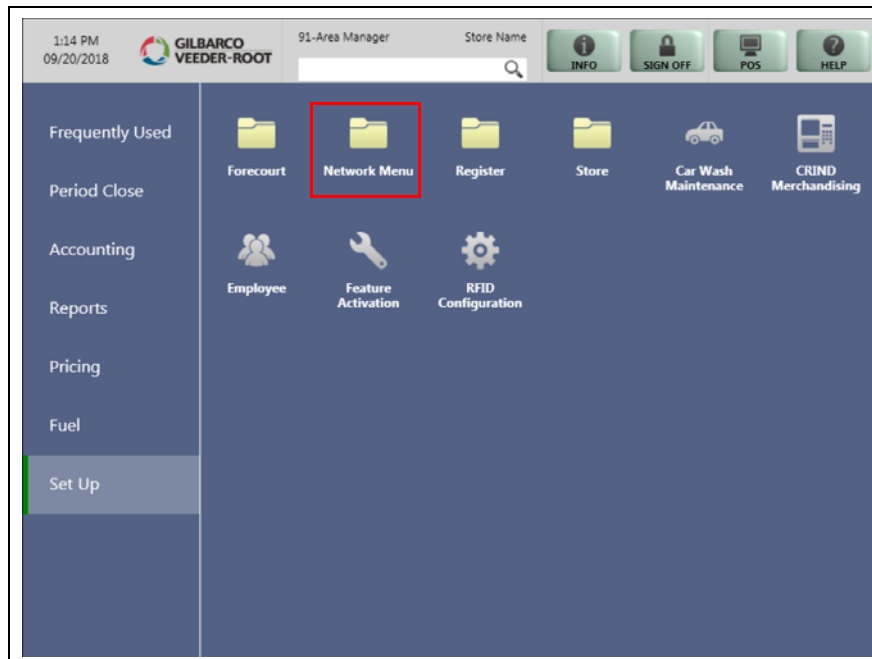 1:14 PM
09/20/2018
GILBARCO
VEEDER-ROOT
91-Area Manager
Store Name
INFO
SIGN OFF
POS
HELP
Frequently Used
Period Close
Accounting
Reports
Pricing
Fuel
Set Up
Forecourt
Network Menu
Register
Store
Car Wash
Maintenance
CRIND
Merchandising
Employee
Feature
Activation
RFID
Configuration